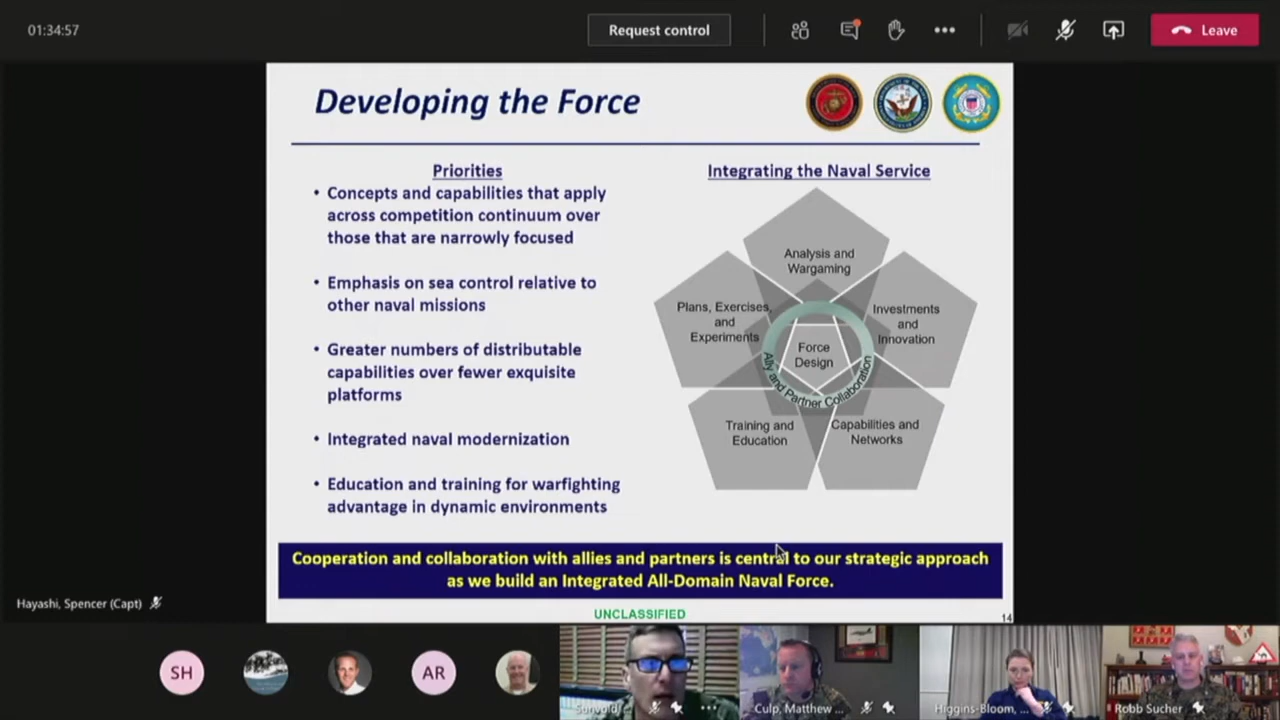 01:34:57
Request control
Leave
Developing the Force
Priorities
• Concepts and capabilities that apply
across competition continuum over
those that are narrowly focused
• Emphasis on sea control relative to
other naval missions
• Greater numbers of distributable
capabilities over fewer exquisite
platforms
• Integrated naval modernization
• Education and training for warfighting
advantage in dynamic environments
Integrating the Naval Service
Analysis and
Wargaming
Plans, Exercises,
and
Experiments
Investments
and
Innovation
Force
Design
Ally and Partner Collaboration
Training and
Education
Capabilities and
Networks
Cooperation and collaboration with allies and partners is central to our strategic approach
as we build an Integrated All-Domain Naval Force.
UNCLASSIFIED
14
Hayashi, Spencer (Capt)
SH
AR
Culp, Matthew ...
Higgins-Bloom, ...
Robb Sucher